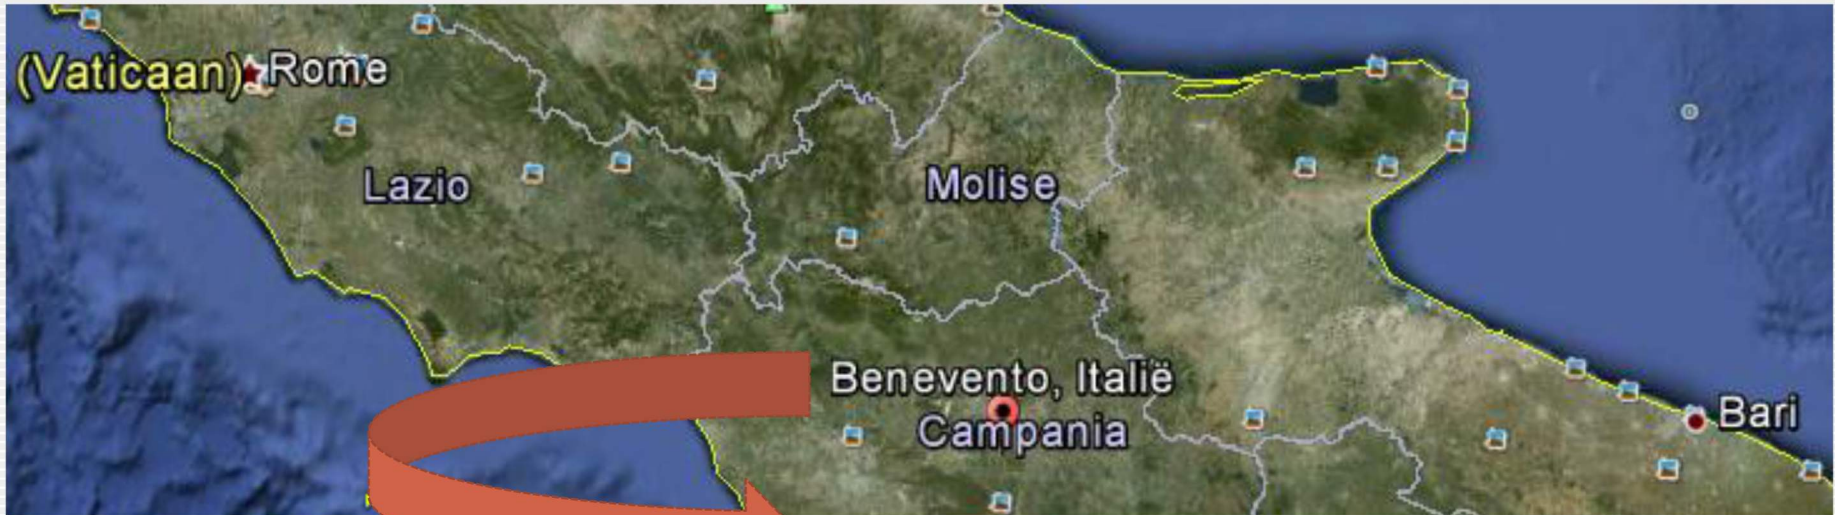 (Vaticaan) Rome
Lazio
Molise
Benevento, Italië
Campania
Bari